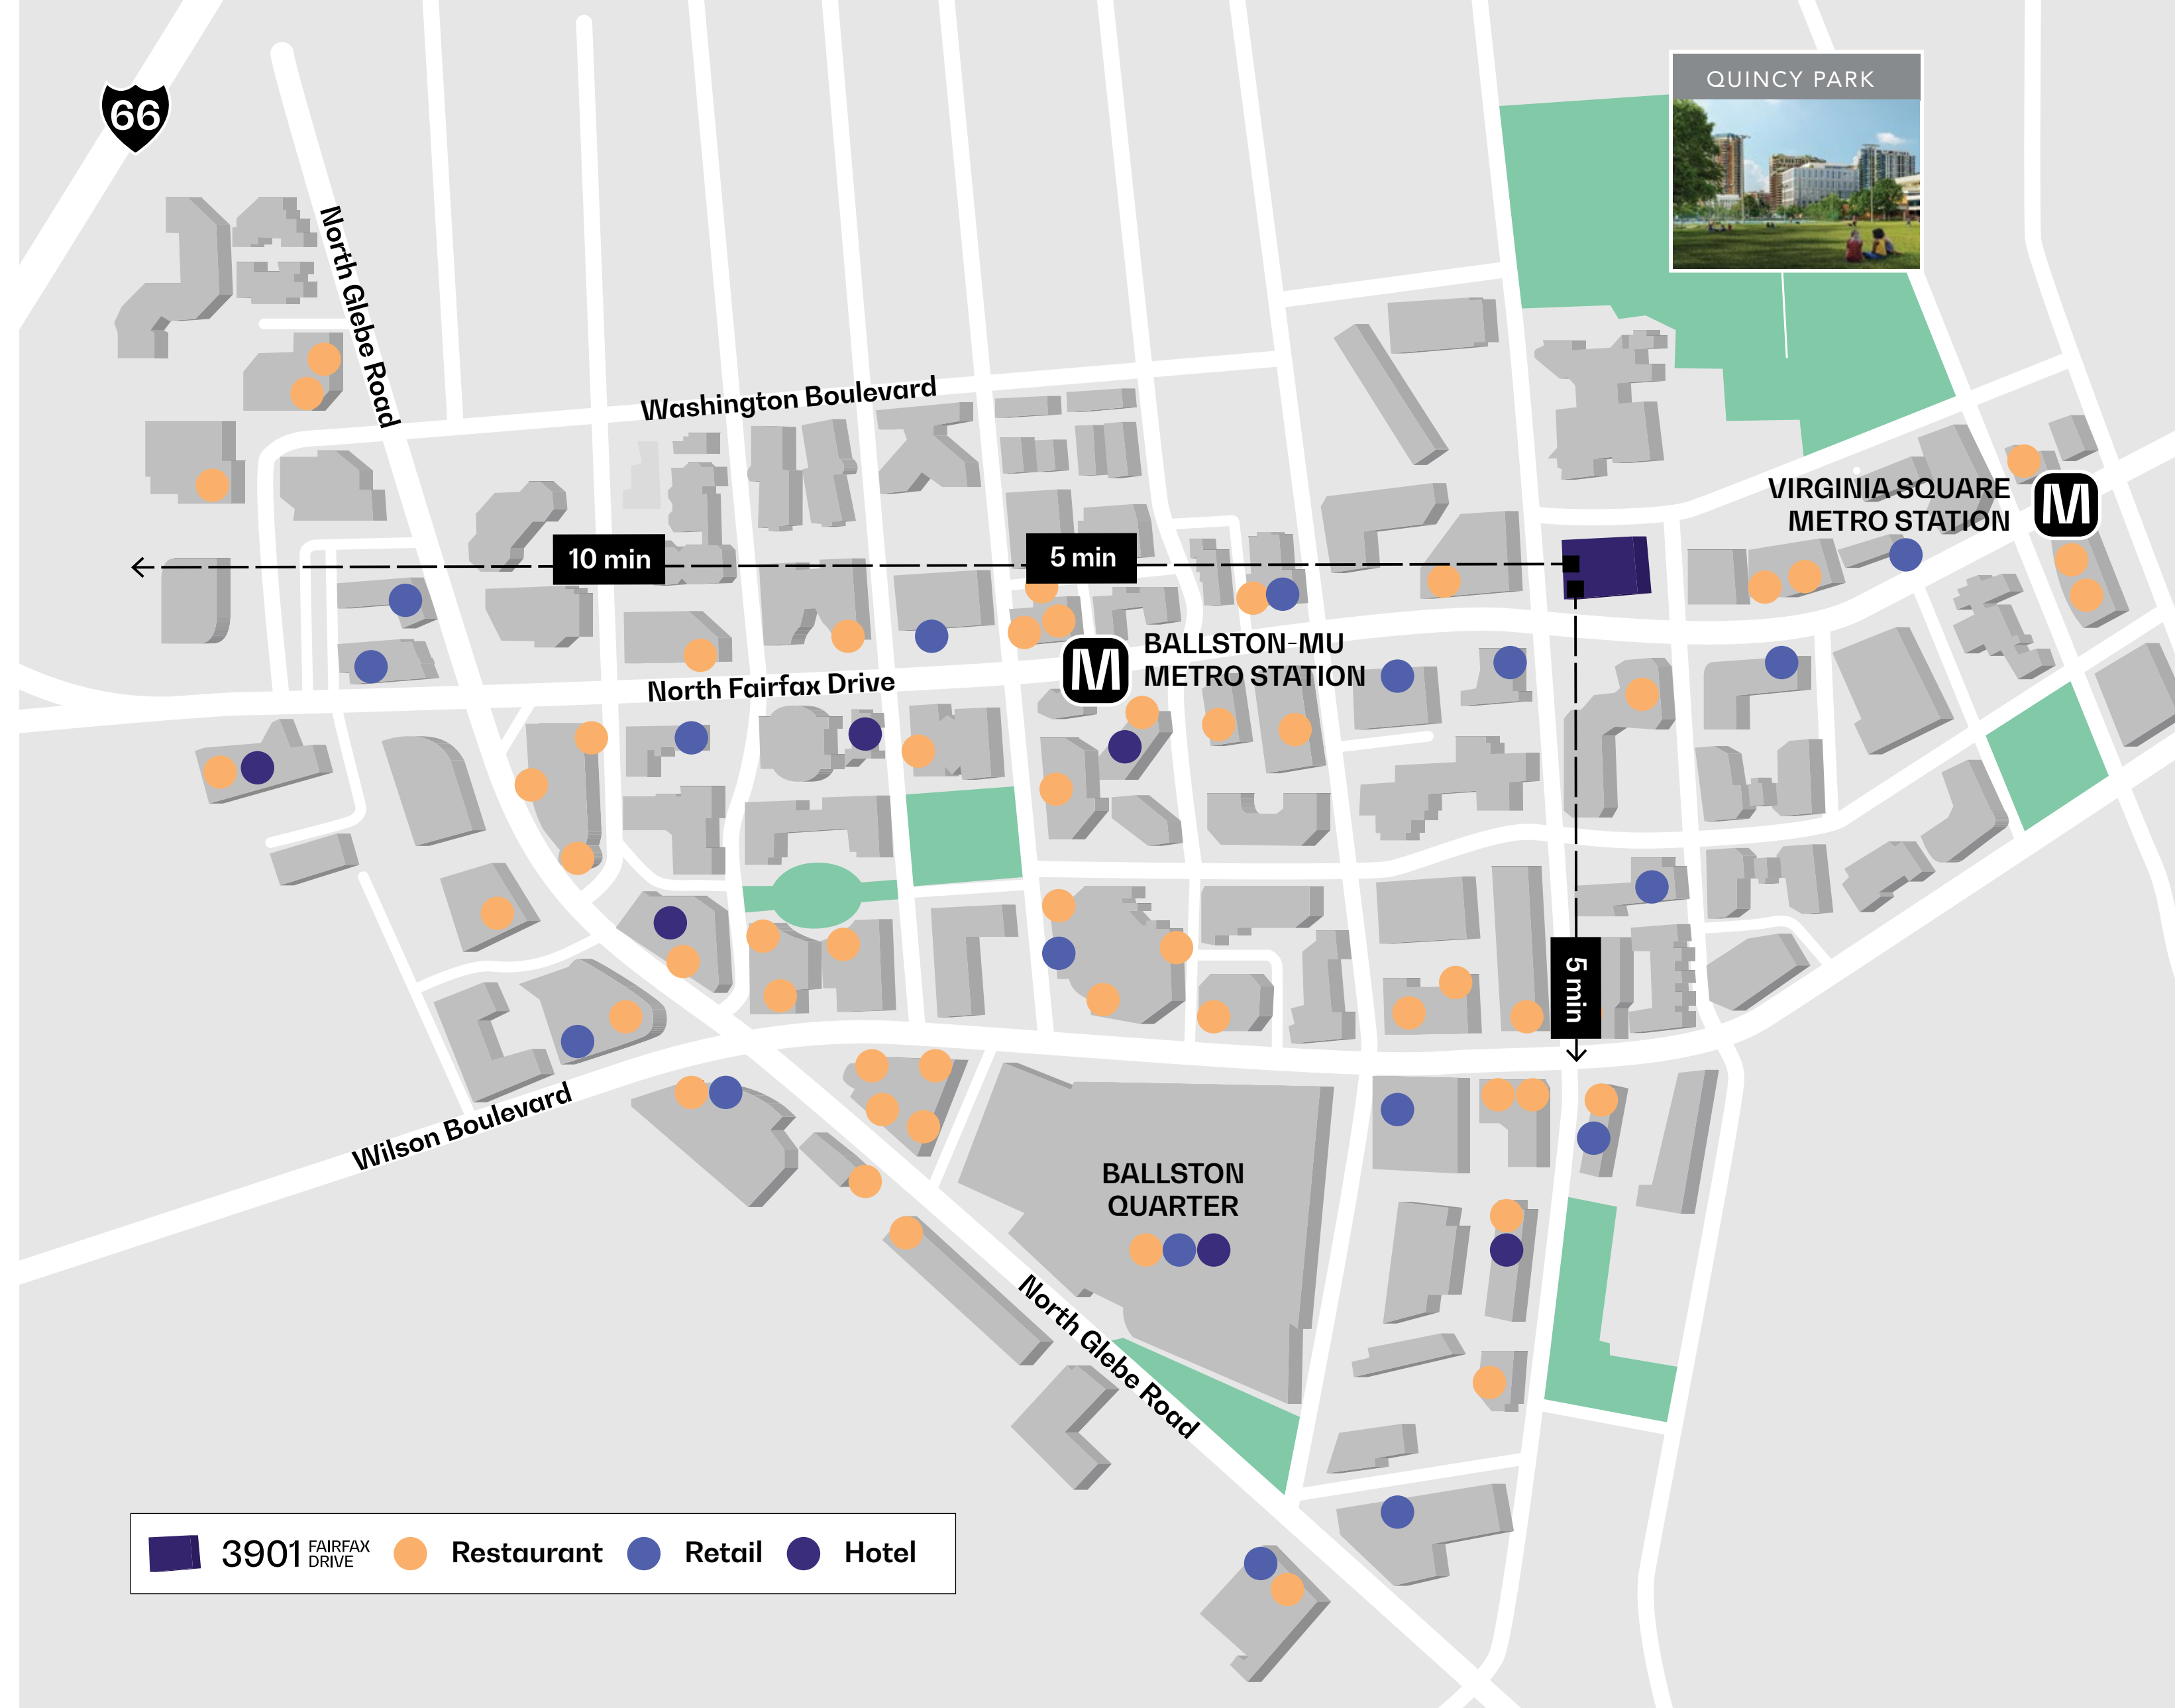 66
QUINCY PARK
North Glebe Road
Washington Boulevard
VIRGINIA SQUARE
METRO STATION
M
10 min
5 min
BALLSTON-MU
METRO STATION
M
North Fairfax Drive
5 min
Wilson Boulevard
BALLSTON
QUARTER
North Glebe Road
3901 FAIRFAX
DRIVE
Restaurant
Retail
Hotel